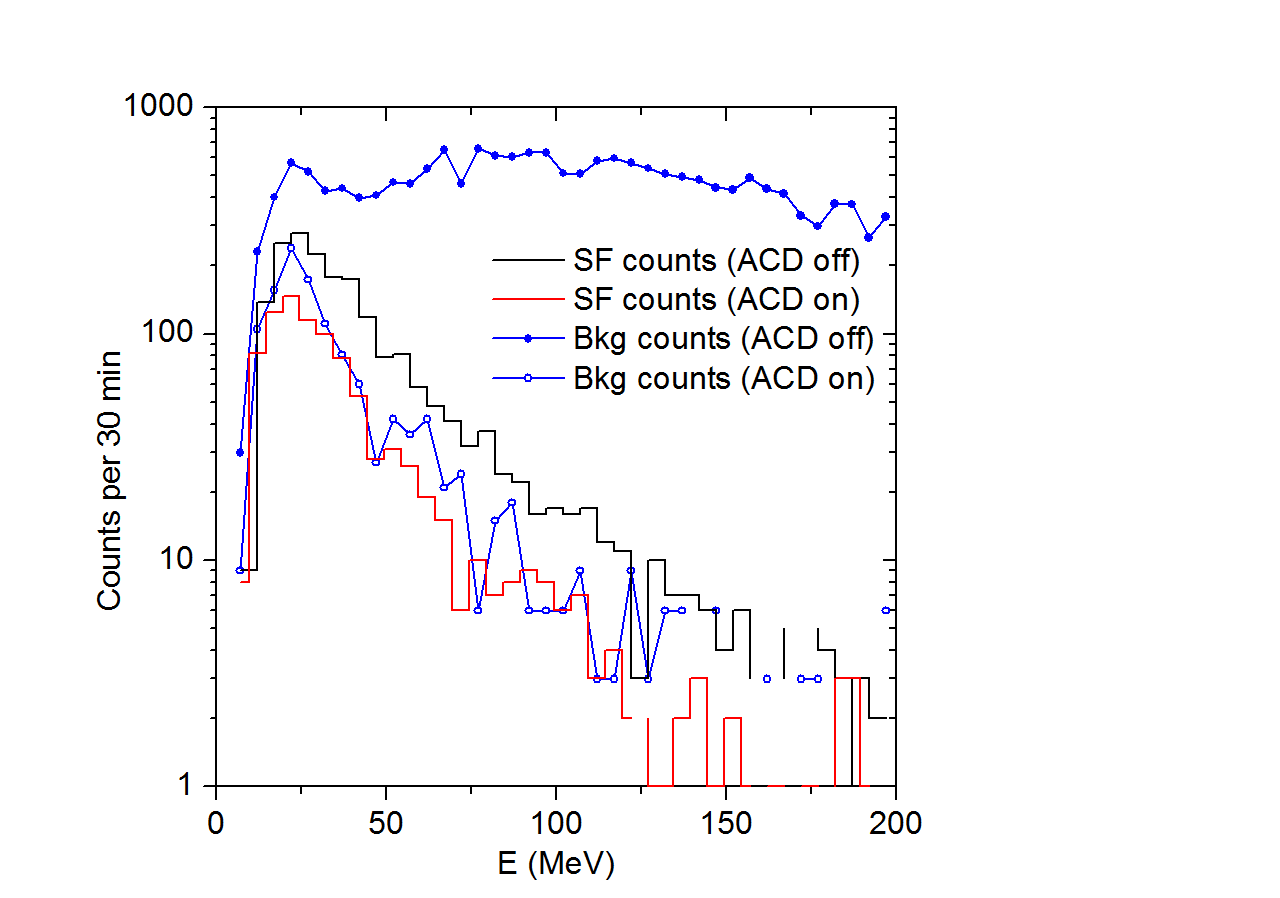 1000
100
10
1
Counts per 30 min
SF counts (ACD off)
SF counts (ACD on)
Bkg counts (ACD off)
Bkg counts (ACD on)
0 50 100 150 200
E (MeV)